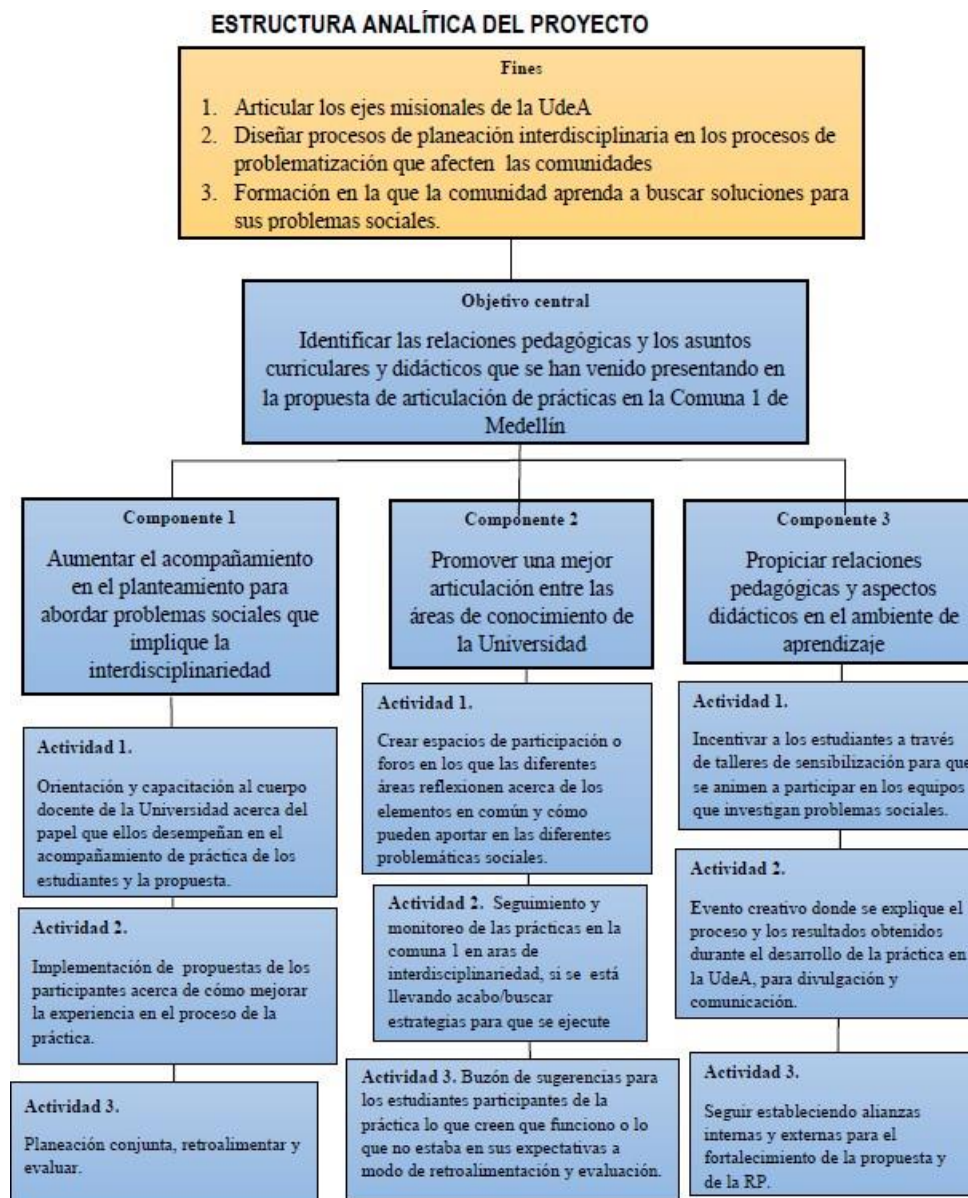 ESTRUCTURA ANALÍTICA DEL PROYECTO
Fines
1. Articular los ejes misionales de la UdeA
2. Diseñar procesos de planeación interdisciplinaria en los procesos de
problematización que afecten las comunidades
3. Formación en la que la comunidad aprenda a buscar soluciones para
sus problemas sociales.
Objetivo central
Identificar las relaciones pedagógicas y los asuntos
curriculares y didácticos que se han venido presentando en
la propuesta de articulación de prácticas en la Comuna 1 de
Medellín
Componente 1
Aumentar el acompañamiento
en el planteamiento para
abordar problemas sociales que
implique la
interdisciplinariedad
Actividad 1.
Orientación y capacitación al cuerpo
docente de la Universidad acerca del
papel que ellos desempeñan en el
acompañamiento de práctica de los
estudiantes y la propuesta.
Actividad 2.
Implementación de propuestas de los
participantes acerca de cómo mejorar
la experiencia en el proceso de la
práctica.
Actividad 3.
Planeación conjunta, retroalimentar y
evaluar.
Componente 2
Promover una mejor
articulación entre las
áreas de conocimiento de
la Universidad
Actividad 1.
Crear espacios de participación o
foros en los que las diferentes
áreas reflexionen acerca de los
elementos en común y cómo
pueden aportar en las diferentes
problemáticas sociales.
Actividad 2. Seguimiento y
monitoreo de las prácticas en la
comuna 1 en aras de
interdisciplinariedad, si se está
llevando acabo/buscar
estrategias para que se ejecute
Actividad 3. Buzón de sugerencias para
los estudiantes participantes de la
práctica lo que creen que funciono o lo
que no estaba en sus expectativas a
modo de retroalimentación y evaluación.
Componente 3
Propiciar relaciones
pedagógicas y aspectos
didácticos en el ambiente de
aprendizaje
Actividad 1.
Incentivar a los estudiantes a través
de talleres de sensibilización para que
se animen a participar en los equipos
que investigan problemas sociales.
Actividad 2.
Evento creativo donde se explique el
proceso y los resultados obtenidos
durante el desarrollo de la práctica en
la UdeA, para divulgación y
comunicación.
Actividad 3.
Seguir estableciendo alianzas
internas y externas para el
fortalecimiento de la propuesta y
de la RP.